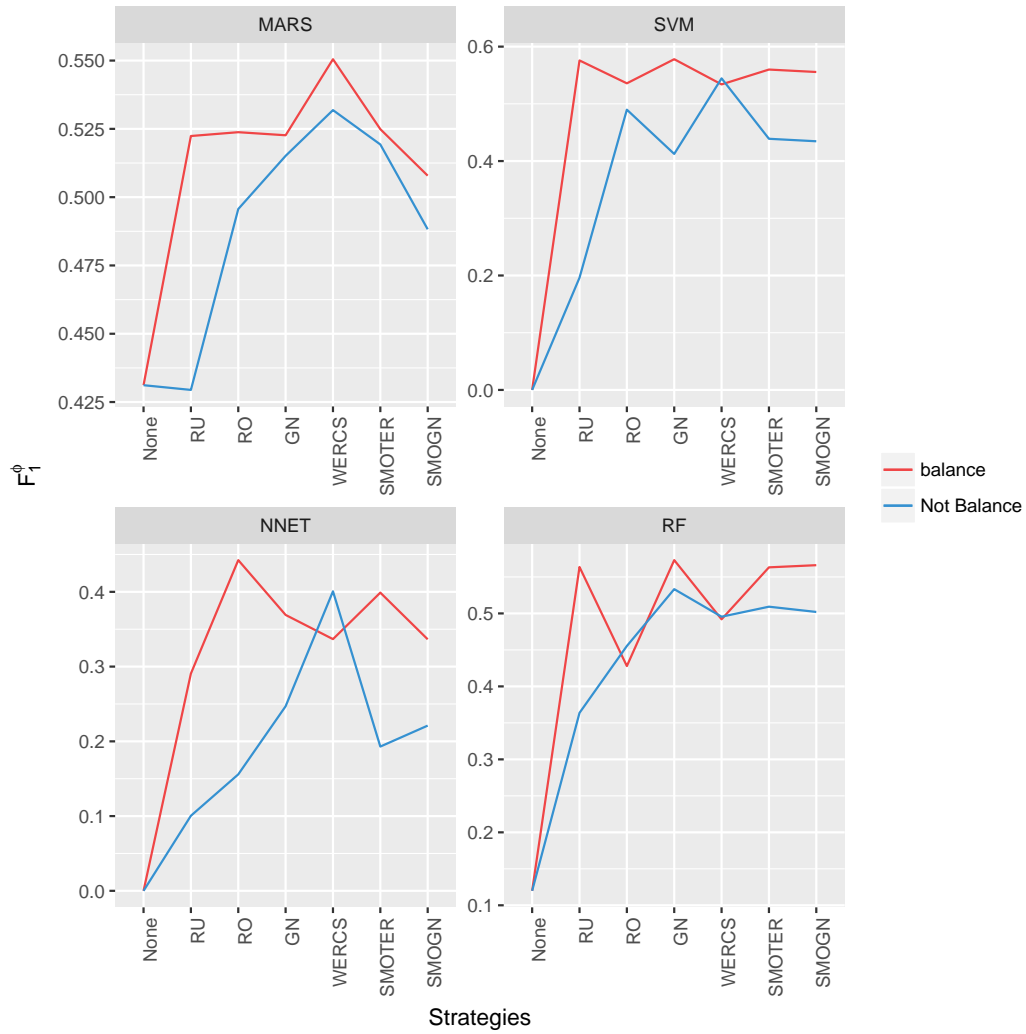 MARS
0.550
0.525
0.500
0.475
0.450
0.425
None
RU
RO
GN
WERCS
SMOTER
SMOGN
SVM
0.6
0.4
0.2
0.0
None
RU
RO
GN
WERCS
SMOTER
SMOGN
F₁^ϕ
balance
Not Balance
NNET
0.4
0.3
0.2
0.1
0.0
None
RU
RO
GN
WERCS
SMOTER
SMOGN
RF
0.5
0.4
0.3
0.2
0.1
None
RU
RO
GN
WERCS
SMOTER
SMOGN
Strategies